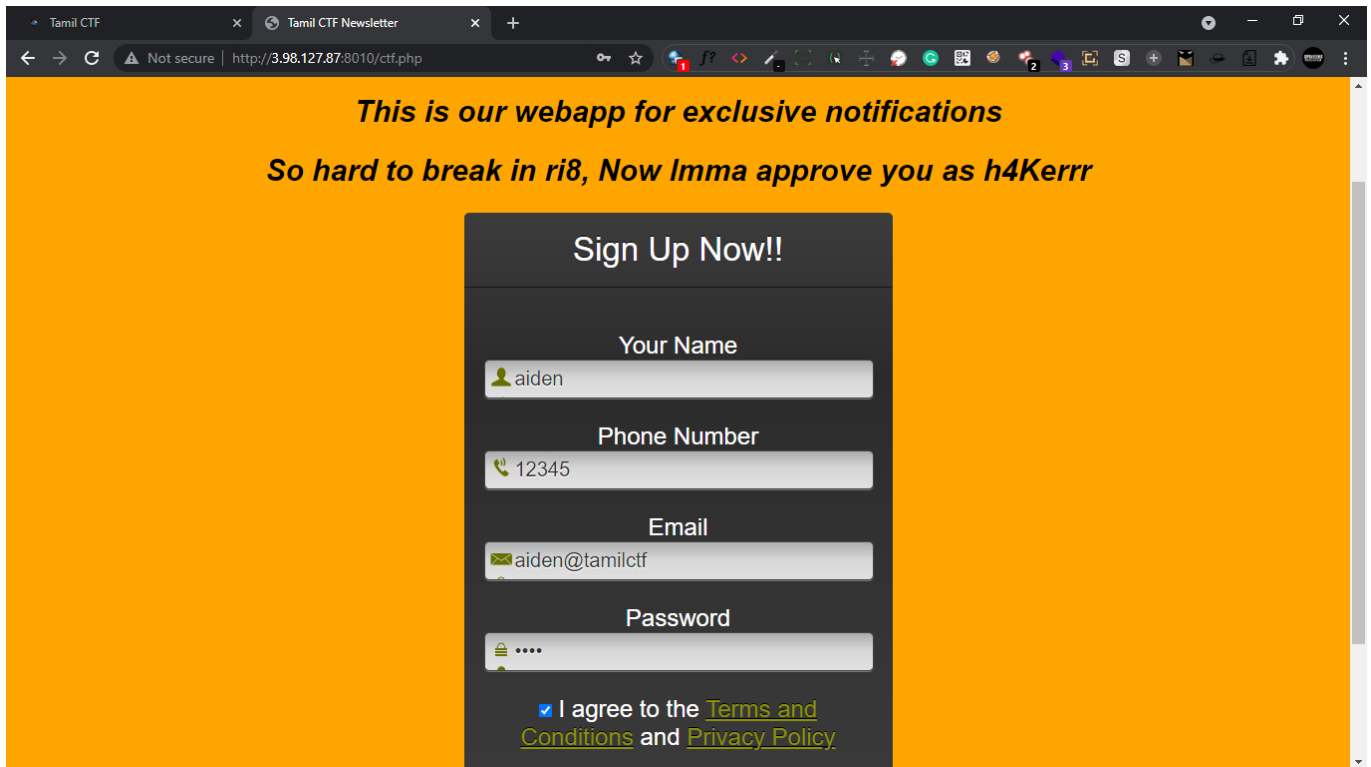 Tamil CTF
Tamil CTF Newsletter
Not secure | http://3.98.127.87:8010/ctf.php
This is our webapp for exclusive notifications
So hard to break in ri8, Now Imma approve you as h4Kerrr
Sign Up Now!!
Your Name
aiden
Phone Number
12345
Email
aiden@tamilctf
Password
••••
I agree to the Terms and
Conditions and Privacy Policy